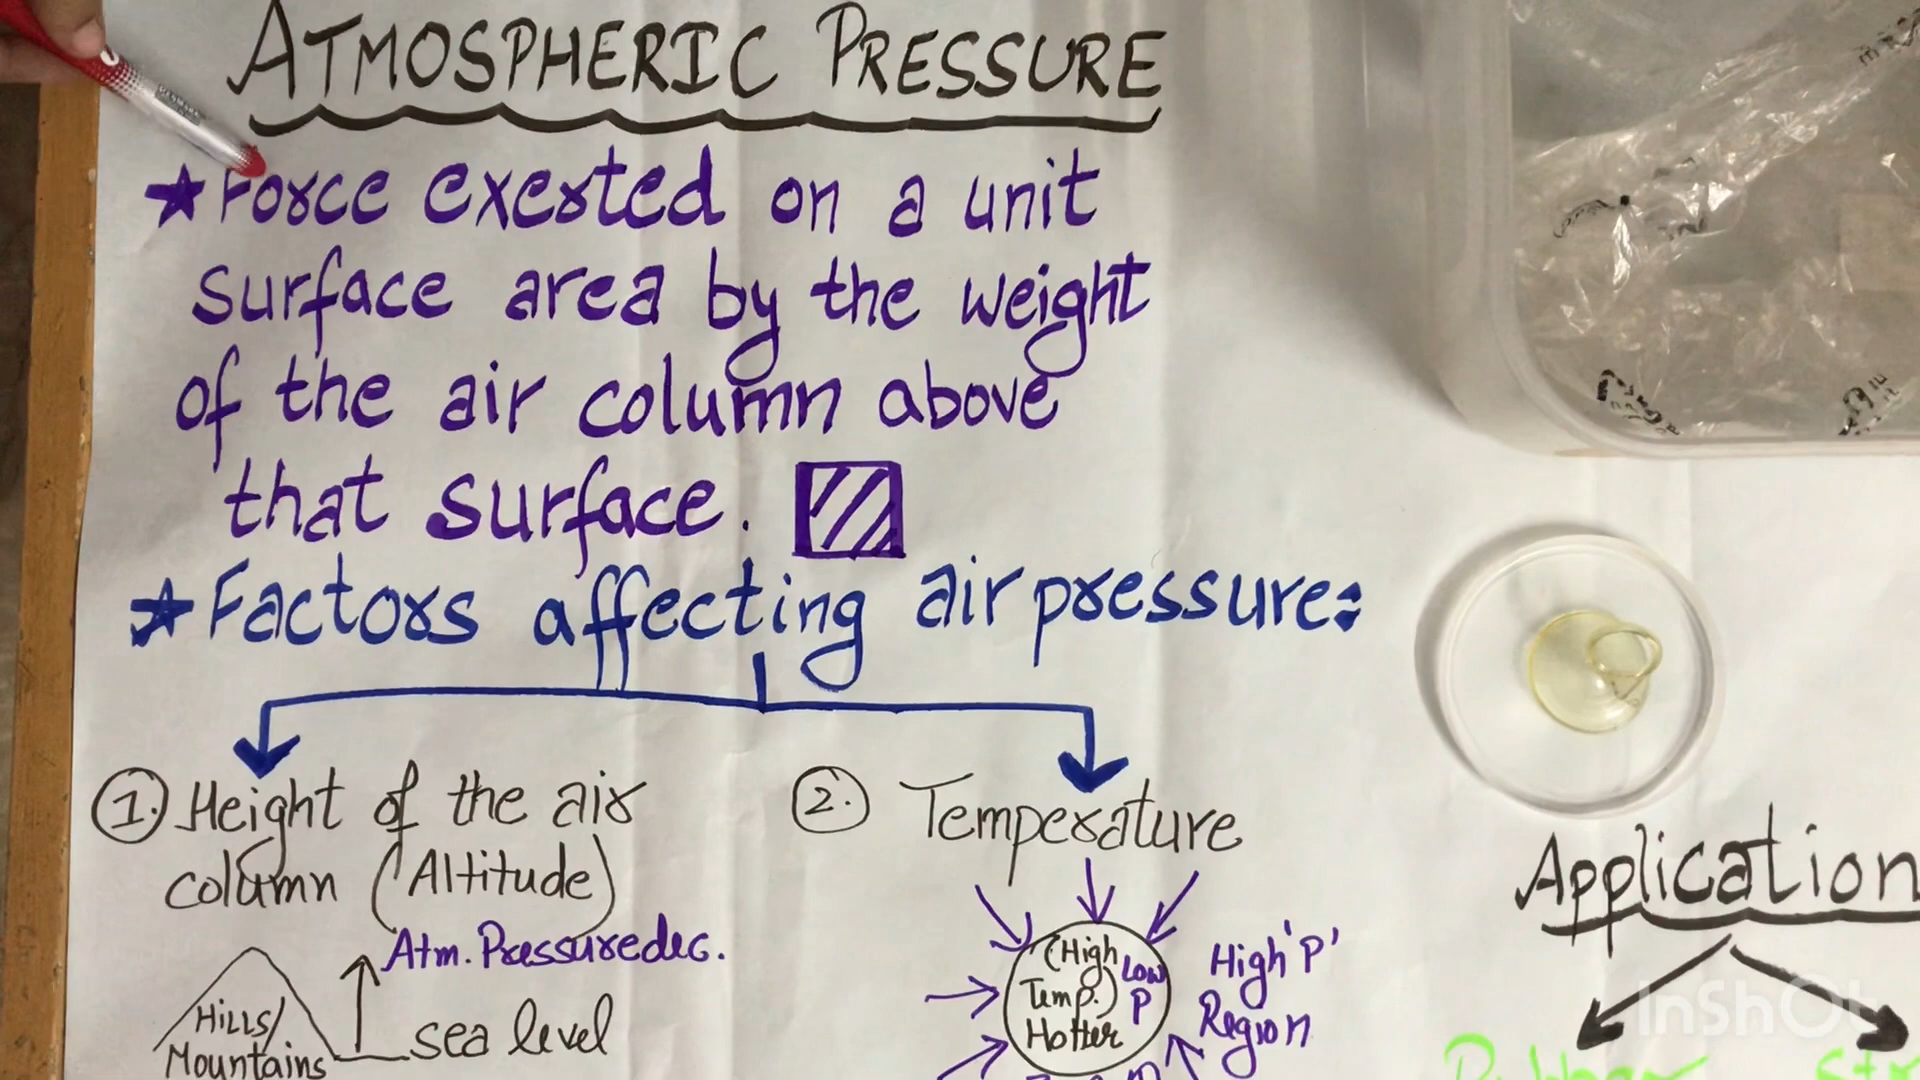 ATMOSPHERIC PRESSURE
★ Force exerted on a unit
surface area by the weight
of the air column above
that surface.
★ Factors affecting air pressure:
1. Height of the air
column (Altitude)
Atm. Pressure dec.
Hills/
Mountains
sea level
2. Temperature
(High
Temp.)
Hotter
Low
P
High 'P'
Region
Application
InShOt